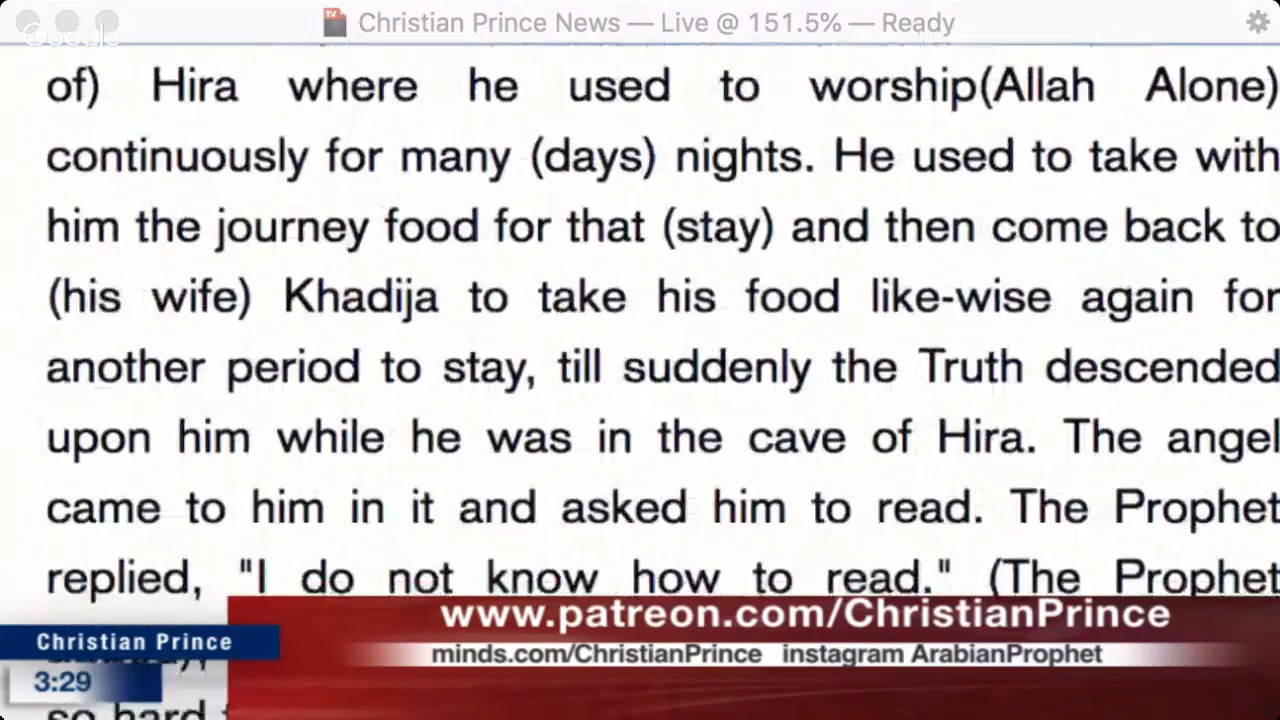 Christian Prince News — Live @ 151.5% — Ready
Google
of) Hira where he used to worship(Allah Alone)
continuously for many (days) nights. He used to take with
him the journey food for that (stay) and then come back to
(his wife) Khadija to take his food like-wise again for
another period to stay, till suddenly the Truth descended
upon him while he was in the cave of Hira. The angel
came to him in it and asked him to read. The Prophet
replied, "I do not know how to read." (The Prophet
www.patreon.com/ChristianPrince
Christian Prince
minds.com/ChristianPrince instagram ArabianProphet
3:29
so hard